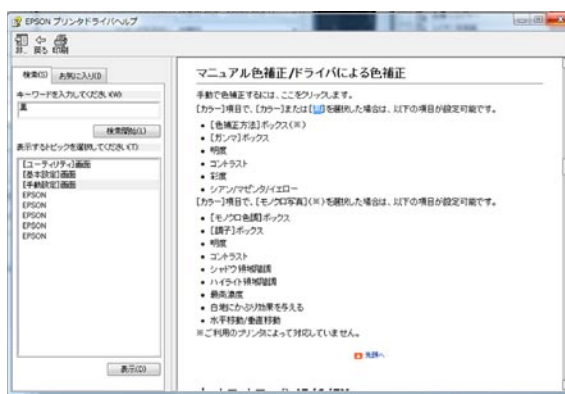 EPSON プリンタドライバヘルプ
戻る 印刷
検索(S) お気に入り(I)
キーワードを入力してください(W)
黒
検索開始(L)
表示するトピックを選択してください(T)
[ユーティリティ]画面
[基本設定]画面
[手動設定]画面
EPSON
EPSON
EPSON
EPSON
EPSON
表示(D)
マニュアル色補正/ドライバによる色補正
手動で色補正するには、ここをクリックします。
[カラー]項目で、[カラー]または[黒]を選択した場合は、以下の項目が設定可能です。
• [色補正方法]ボックス(※)
• [ガンマ]ボックス
• 明度
• コントラスト
• 彩度
• シアン/マゼンタ/イエロー
[カラー]項目で、[モノクロ写真](※)を選択した場合は、以下の項目が設定可能です。
• [モノクロ色調]ボックス
• [調子]ボックス
• 明度
• コントラスト
• シャドウ領域階調
• ハイライト領域階調
• 最高濃度
• 白地にかぶり効果を与える
• 水平移動/垂直移動
※ご利用のプリンタによって対応していません。
先頭へ